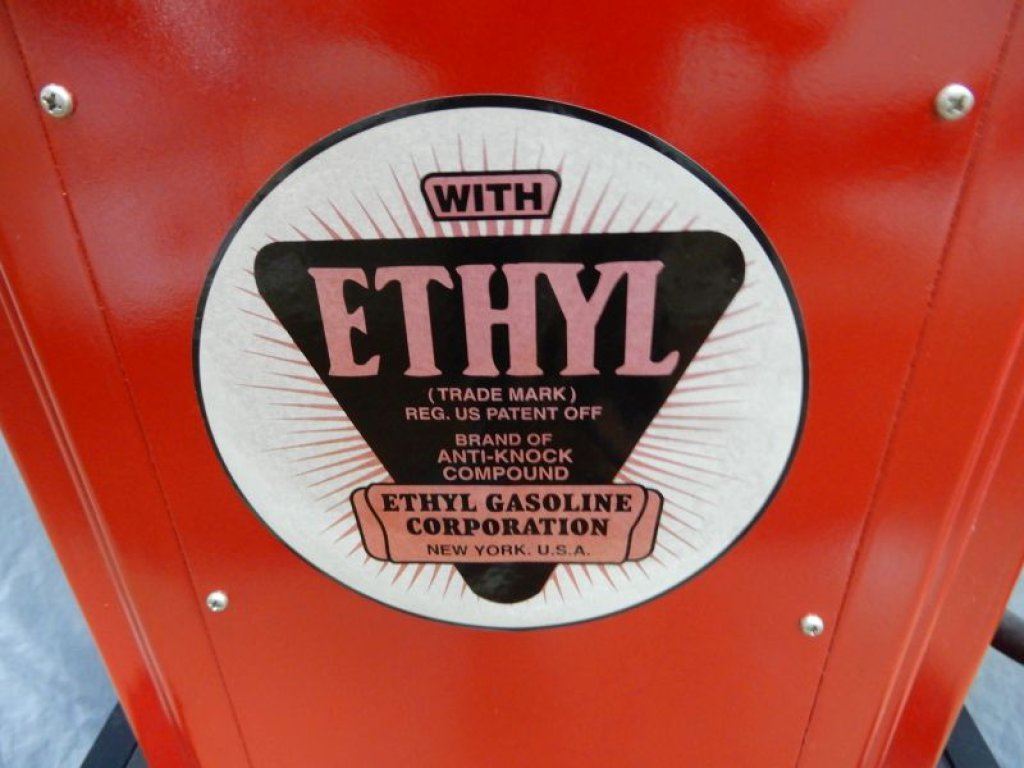 WITH
ETHYL
(TRADE MARK)
REG. US PATENT OFF
BRAND OF
ANTI-KNOCK
COMPOUND
ETHYL GASOLINE
CORPORATION
NEW YORK. U.S.A.